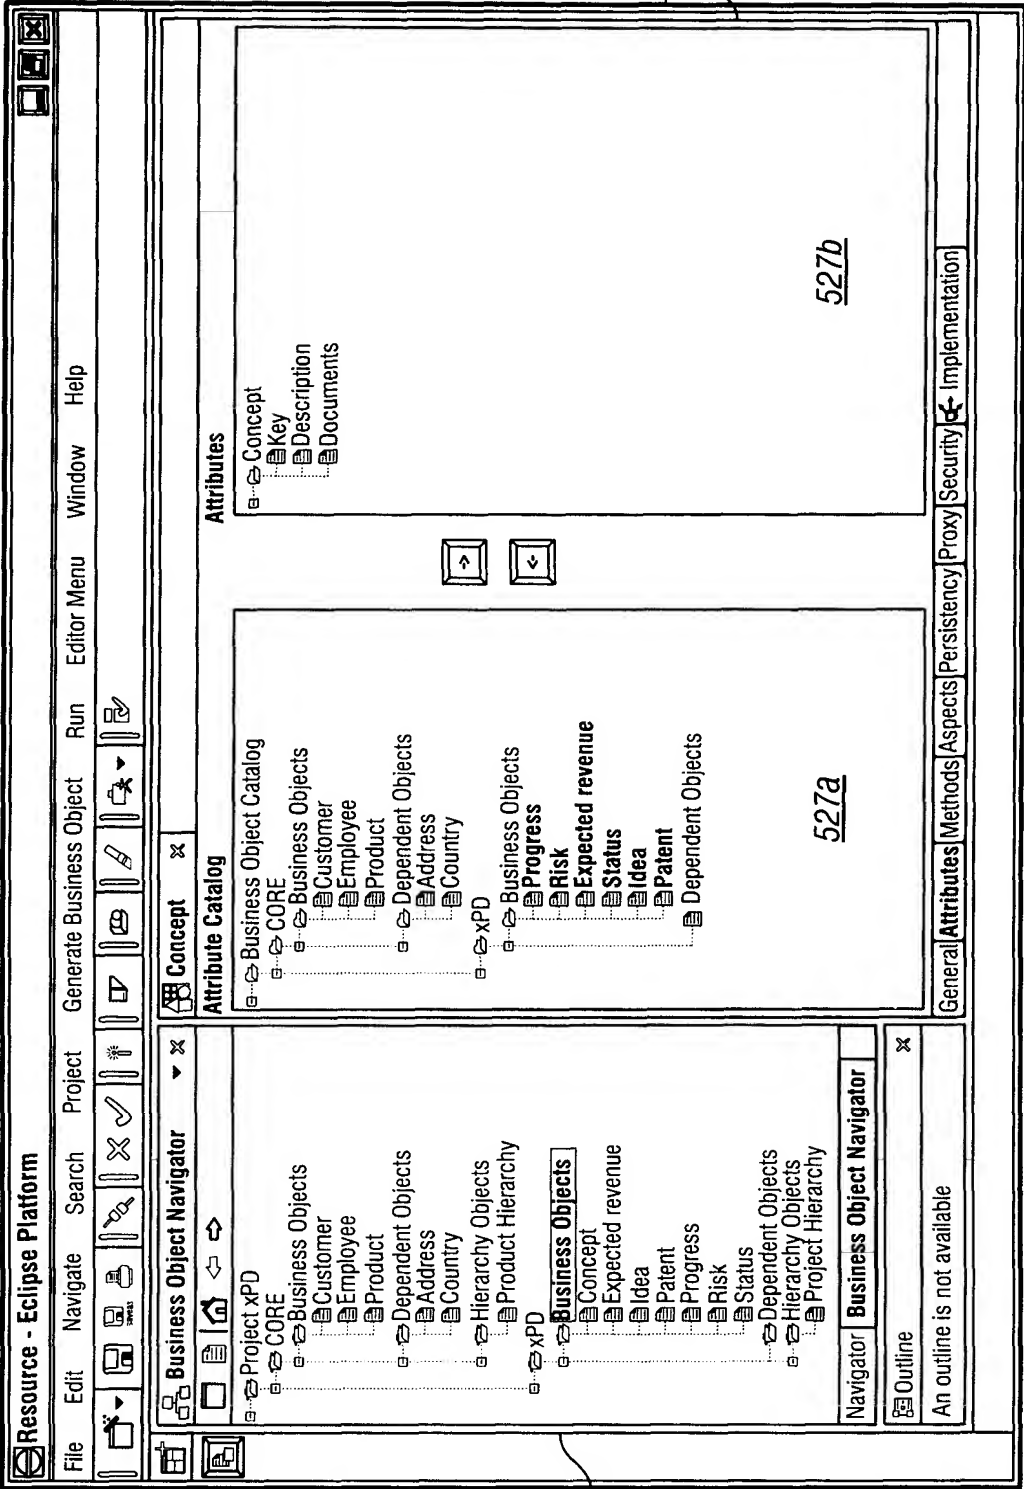 Resource - Eclipse Platform
File Edit Navigate Search Project Generate Business Object Run Editor Menu Window Help
Business Object Navigator
Project xPD
CORE
Business Objects
Customer
Employee
Product
Dependent Objects
Address
Country
Hierarchy Objects
Product Hierarchy
xPD
Business Objects
Concept
Expected revenue
Idea
Patent
Progress
Risk
Status
Dependent Objects
Hierarchy Objects
Project Hierarchy
Navigator Business Object Navigator
Outline
An outline is not available
Concept
Attribute Catalog
Business Object Catalog
CORE
Business Objects
Customer
Employee
Product
Dependent Objects
Address
Country
xPD
Business Objects
Progress
Risk
Expected revenue
Status
Idea
Patent
Dependent Objects
527a
Attributes
Concept
Key
Description
Documents
527b
General Attributes Methods Aspects Persistency Proxy Security Implementation